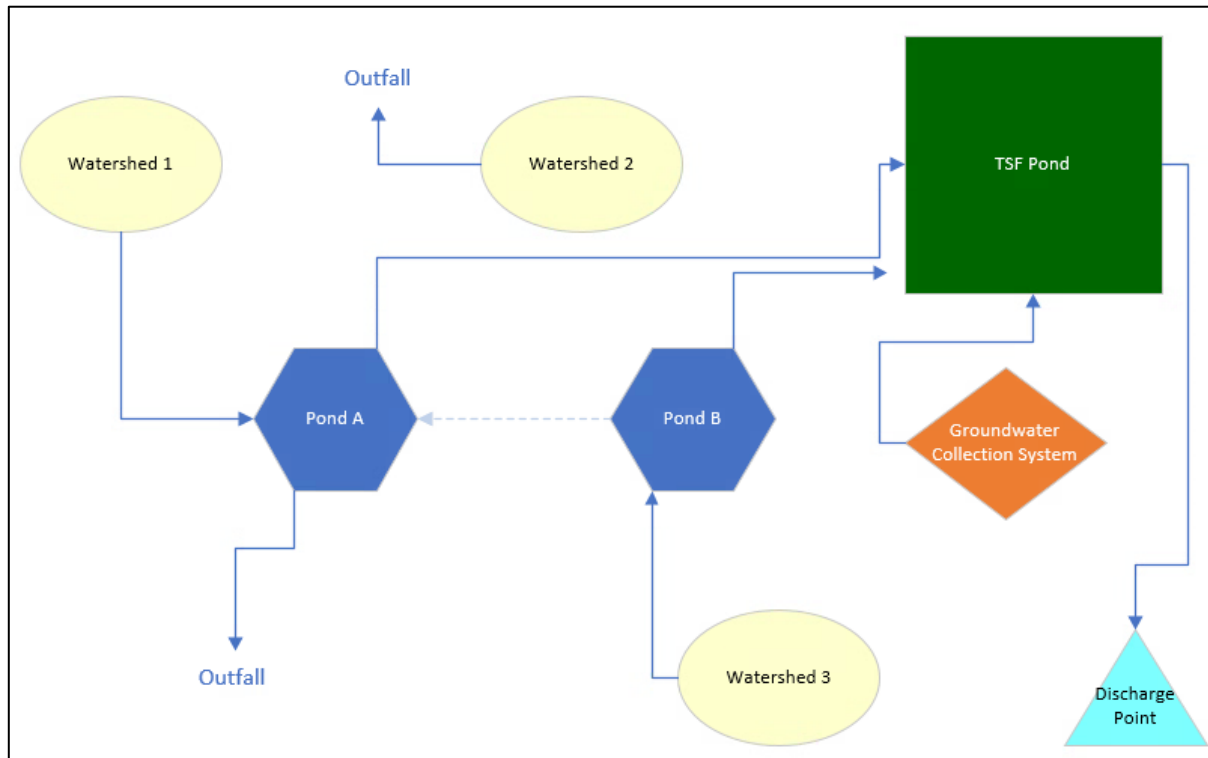 Outfall
Watershed 1
Watershed 2
TSF Pond
Pond A
Pond B
Groundwater
Collection System
Outfall
Watershed 3
Discharge
Point